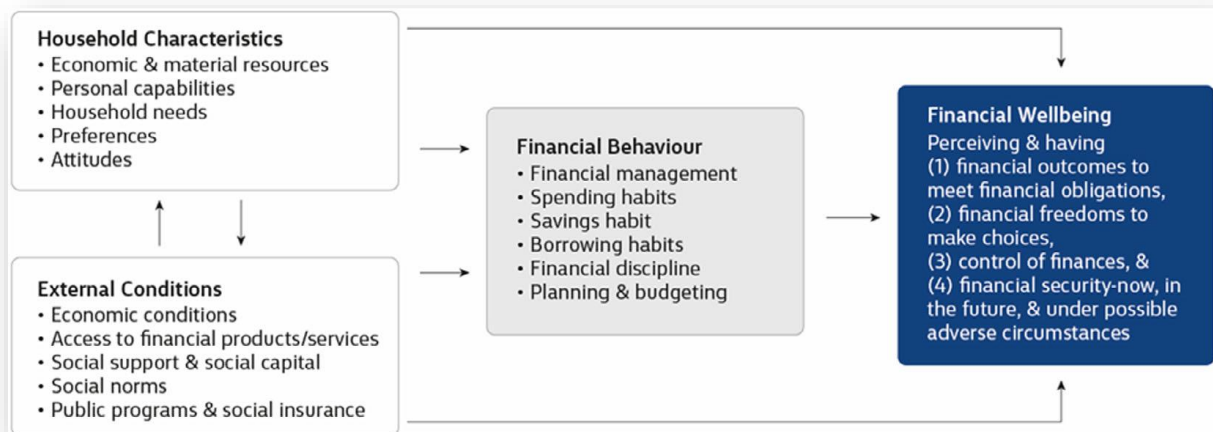 Household Characteristics
• Economic & material resources
• Personal capabilities
• Household needs
• Preferences
• Attitudes
External Conditions
• Economic conditions
• Access to financial products/services
• Social support & social capital
• Social norms
• Public programs & social insurance
Financial Behaviour
• Financial management
• Spending habits
• Savings habit
• Borrowing habits
• Financial discipline
• Planning & budgeting
Financial Wellbeing
Perceiving & having
(1) financial outcomes to
meet financial obligations,
(2) financial freedoms to
make choices,
(3) control of finances, &
(4) financial security-now, in
the future, & under possible
adverse circumstances